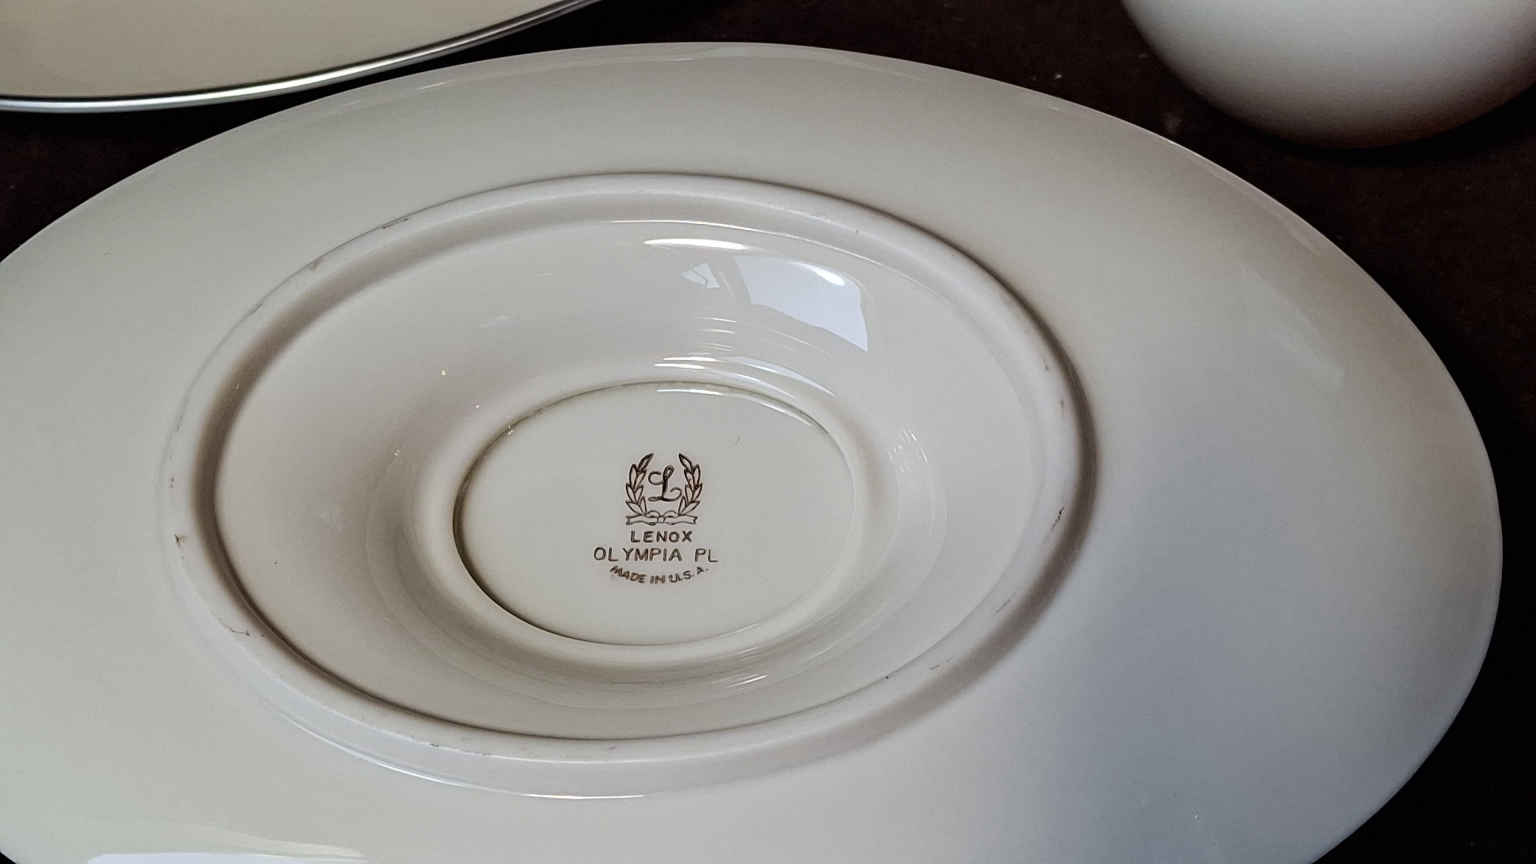 L
LENOX
OLYMPIA PL
MADE IN U.S.A.